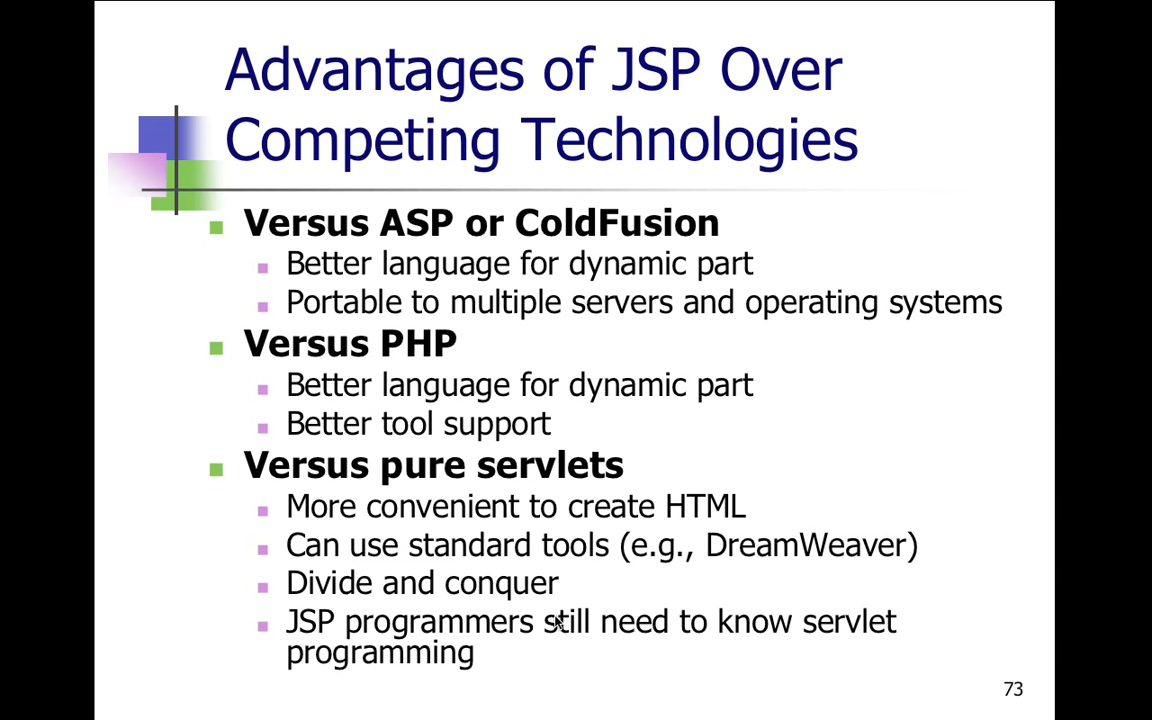 Advantages of JSP Over
Competing Technologies
Versus ASP or ColdFusion
Better language for dynamic part
Portable to multiple servers and operating systems
Versus PHP
Better language for dynamic part
Better tool support
Versus pure servlets
More convenient to create HTML
Can use standard tools (e.g., DreamWeaver)
Divide and conquer
JSP programmers still need to know servlet
programming
73